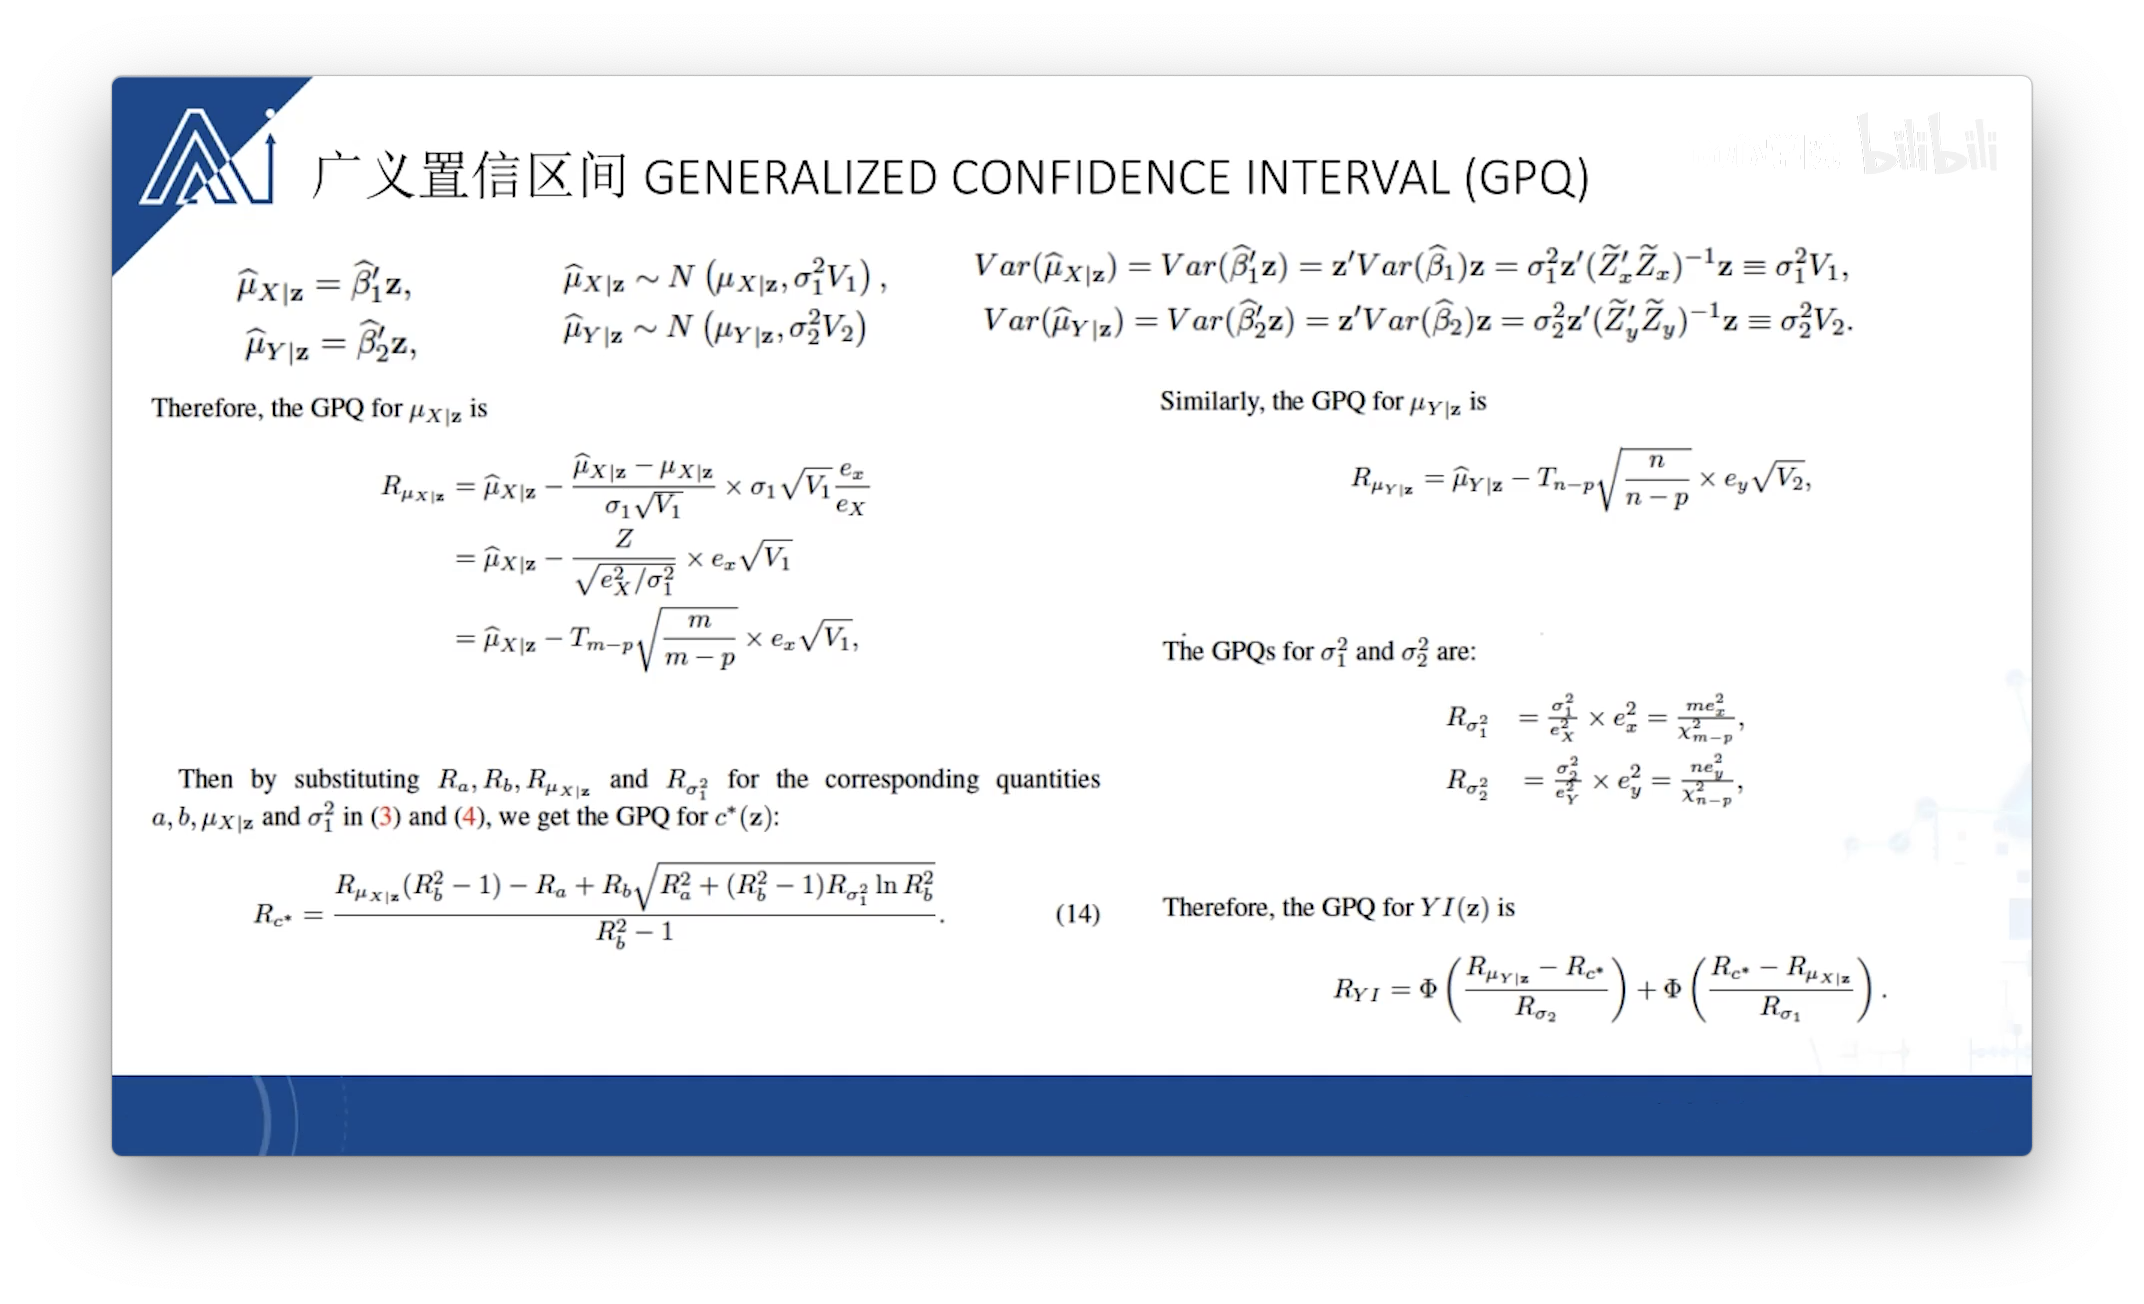 广义置信区间 GENERALIZED CONFIDENCE INTERVAL (GPQ)
bilibili
$\widehat{\mu}_{X|\mathbf{z}} = \widehat{\beta}_1'\mathbf{z},$
$\widehat{\mu}_{Y|\mathbf{z}} = \widehat{\beta}_2'\mathbf{z},$
$\widehat{\mu}_{X|\mathbf{z}} \sim N\left(\mu_{X|\mathbf{z}}, \sigma_1^2 V_1\right),$
$\widehat{\mu}_{Y|\mathbf{z}} \sim N\left(\mu_{Y|\mathbf{z}}, \sigma_2^2 V_2\right)$
$Var(\widehat{\mu}_{X|\mathbf{z}}) = Var(\widehat{\beta}_1'\mathbf{z}) = \mathbf{z}'Var(\widehat{\beta}_1)\mathbf{z} = \sigma_1^2\mathbf{z}'(\widetilde{Z}_x'\widetilde{Z}_x)^{-1}\mathbf{z} \equiv \sigma_1^2 V_1,$
$Var(\widehat{\mu}_{Y|\mathbf{z}}) = Var(\widehat{\beta}_2'\mathbf{z}) = \mathbf{z}'Var(\widehat{\beta}_2)\mathbf{z} = \sigma_2^2\mathbf{z}'(\widetilde{Z}_y'\widetilde{Z}_y)^{-1}\mathbf{z} \equiv \sigma_2^2 V_2.$
Therefore, the GPQ for $\mu_{X|\mathbf{z}}$ is
$R_{\mu_{X|\mathbf{z}}} = \widehat{\mu}_{X|\mathbf{z}} - \frac{\widehat{\mu}_{X|\mathbf{z}} - \mu_{X|\mathbf{z}}}{\sigma_1\sqrt{V_1}} \times \sigma_1\sqrt{V_1}\frac{e_x}{e_X}$
$= \widehat{\mu}_{X|\mathbf{z}} - \frac{Z}{\sqrt{e_X^2/\sigma_1^2}} \times e_x\sqrt{V_1}$
$= \widehat{\mu}_{X|\mathbf{z}} - T_{m-p}\sqrt{\frac{m}{m-p}} \times e_x\sqrt{V_1},$
Then by substituting $R_a, R_b, R_{\mu_{X|\mathbf{z}}}$ and $R_{\sigma_1^2}$ for the corresponding quantities
$a, b, \mu_{X|\mathbf{z}}$ and $\sigma_1^2$ in (3) and (4), we get the GPQ for $c^*(\mathbf{z})$:
$R_{c^*} = \frac{R_{\mu_{X|\mathbf{z}}}(R_b^2 - 1) - R_a + R_b\sqrt{R_a^2 + (R_b^2 - 1)R_{\sigma_1^2}\ln R_b^2}}{R_b^2 - 1}.$ (14)
Similarly, the GPQ for $\mu_{Y|\mathbf{z}}$ is
$R_{\mu_{Y|\mathbf{z}}} = \widehat{\mu}_{Y|\mathbf{z}} - T_{n-p}\sqrt{\frac{n}{n-p}} \times e_y\sqrt{V_2},$
The GPQs for $\sigma_1^2$ and $\sigma_2^2$ are:
$R_{\sigma_1^2} = \frac{\sigma_1^2}{e_X^2} \times e_x^2 = \frac{me_x^2}{\chi_{m-p}^2},$
$R_{\sigma_2^2} = \frac{\sigma_2^2}{e_Y^2} \times e_y^2 = \frac{ne_y^2}{\chi_{n-p}^2},$
Therefore, the GPQ for $YI(\mathbf{z})$ is
$R_{YI} = \Phi\left(\frac{R_{\mu_{Y|\mathbf{z}}} - R_{c^*}}{R_{\sigma_2}}\right) + \Phi\left(\frac{R_{c^*} - R_{\mu_{X|\mathbf{z}}}}{R_{\sigma_1}}\right).$